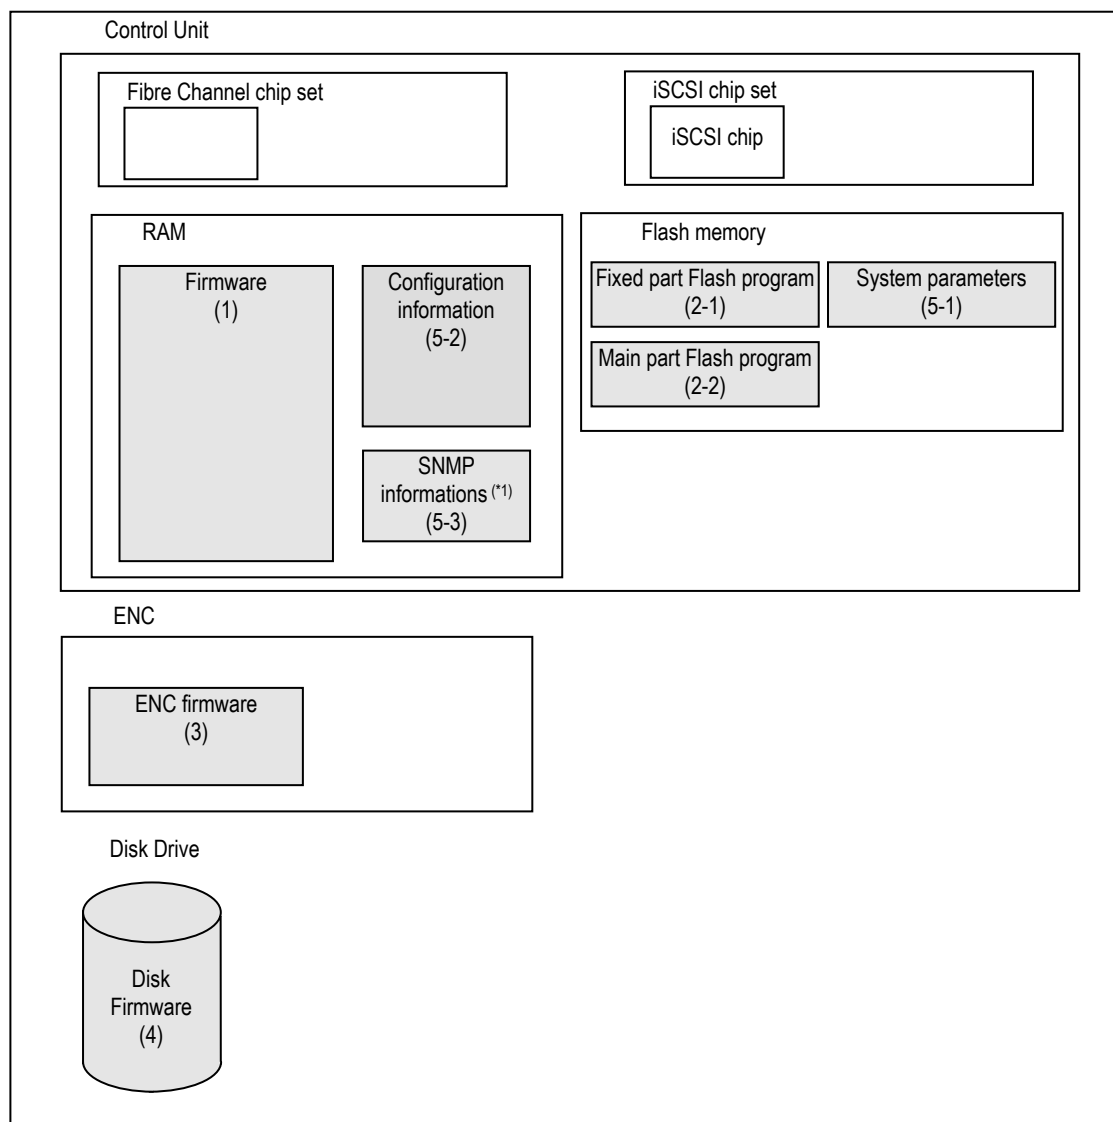 Control Unit
Fibre Channel chip set
iSCSI chip set
iSCSI chip
RAM
Firmware
(1)
Configuration
information
(5-2)
SNMP
informations (*1)
(5-3)
Flash memory
Fixed part Flash program
(2-1)
System parameters
(5-1)
Main part Flash program
(2-2)
ENC
ENC firmware
(3)
Disk Drive
Disk
Firmware
(4)